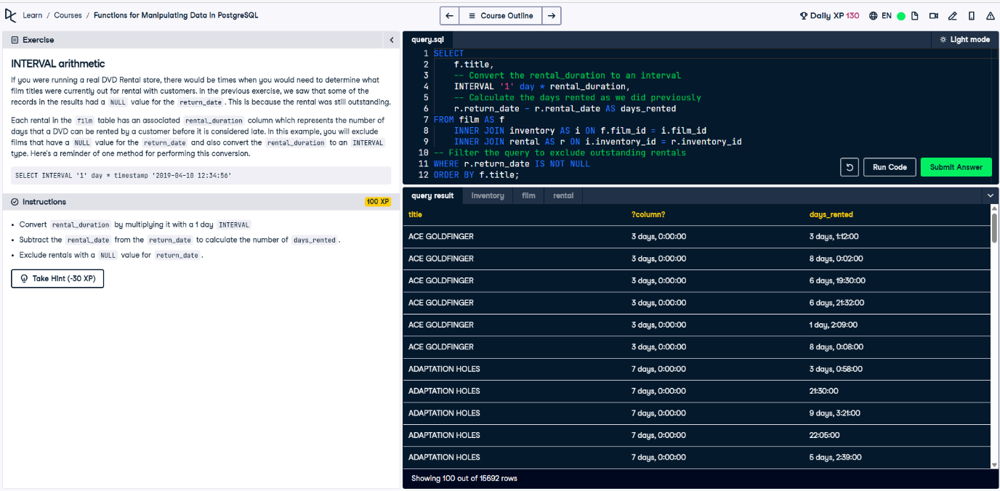 Learn / Courses / Functions for Manipulating Data in PostgreSQL
Course Outline
Daily XP 130
EN
Exercise
INTERVAL arithmetic
If you were running a real DVD Rental store, there would be times when you would need to determine what
film titles were currently out for rental with customers. In the previous exercise, we saw that some of the
records in the results had a NULL value for the return_date . This is because the rental was still outstanding.
Each rental in the film table has an associated rental_duration column which represents the number of
days that a DVD can be rented by a customer before it is considered late. In this example, you will exclude
films that have a NULL value for the return_date and also convert the rental_duration to an INTERVAL
type. Here's a reminder of one method for performing this conversion.
SELECT INTERVAL '1' day * timestamp '2019-04-10 12:34:56'
Instructions
100 XP
• Convert rental_duration by multiplying it with a 1 day INTERVAL
• Subtract the rental_date from the return_date to calculate the number of days_rented .
• Exclude rentals with a NULL value for return_date .
Take Hint (-30 XP)
query.sql
Light mode
1 SELECT
2 f.title,
3 -- Convert the rental_duration to an interval
4 INTERVAL '1' day * rental_duration,
5 -- Calculate the days rented as we did previously
6 r.return_date - r.rental_date AS days_rented
7 FROM film AS f
8 INNER JOIN inventory AS i ON f.film_id = i.film_id
9 INNER JOIN rental AS r ON i.inventory_id = r.inventory_id
10 -- Filter the query to exclude outstanding rentals
11 WHERE r.return_date IS NOT NULL
12 ORDER BY f.title;
Run Code
Submit Answer
query result inventory film rental
title ?column? days_rented
ACE GOLDFINGER 3 days, 0:00:00 3 days, 1:12:00
ACE GOLDFINGER 3 days, 0:00:00 8 days, 0:02:00
ACE GOLDFINGER 3 days, 0:00:00 6 days, 19:30:00
ACE GOLDFINGER 3 days, 0:00:00 6 days, 21:32:00
ACE GOLDFINGER 3 days, 0:00:00 1 day, 2:09:00
ACE GOLDFINGER 3 days, 0:00:00 8 days, 0:08:00
ADAPTATION HOLES 7 days, 0:00:00 3 days, 0:58:00
ADAPTATION HOLES 7 days, 0:00:00 21:30:00
ADAPTATION HOLES 7 days, 0:00:00 9 days, 3:21:00
ADAPTATION HOLES 7 days, 0:00:00 22:05:00
ADAPTATION HOLES 7 days, 0:00:00 5 days, 2:39:00
Showing 100 out of 15692 rows